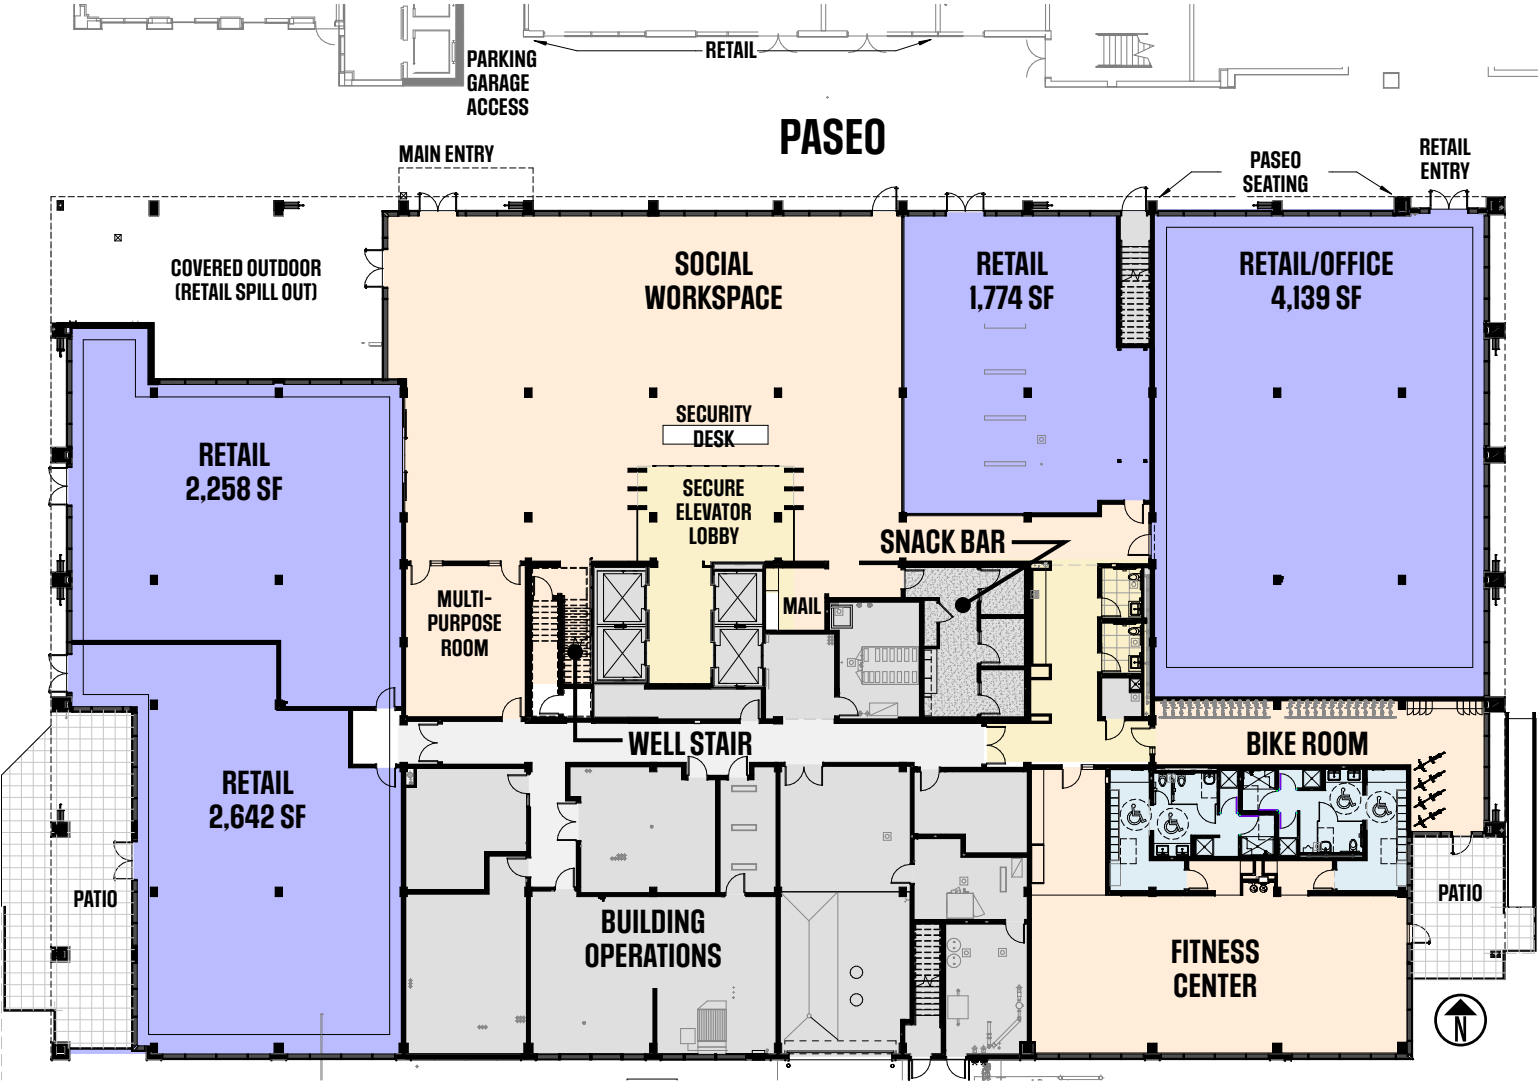 RETAIL
PARKING
GARAGE
ACCESS
PASEO
MAIN ENTRY
PASEO
SEATING
RETAIL
ENTRY
COVERED OUTDOOR
(RETAIL SPILL OUT)
SOCIAL
WORKSPACE
RETAIL
1,774 SF
RETAIL/OFFICE
4,139 SF
SECURITY
DESK
RETAIL
2,258 SF
SECURE
ELEVATOR
LOBBY
SNACK BAR
MULTI-
PURPOSE
ROOM
MAIL
WELL STAIR
BIKE ROOM
RETAIL
2,642 SF
PATIO
BUILDING
OPERATIONS
FITNESS
CENTER
PATIO
N